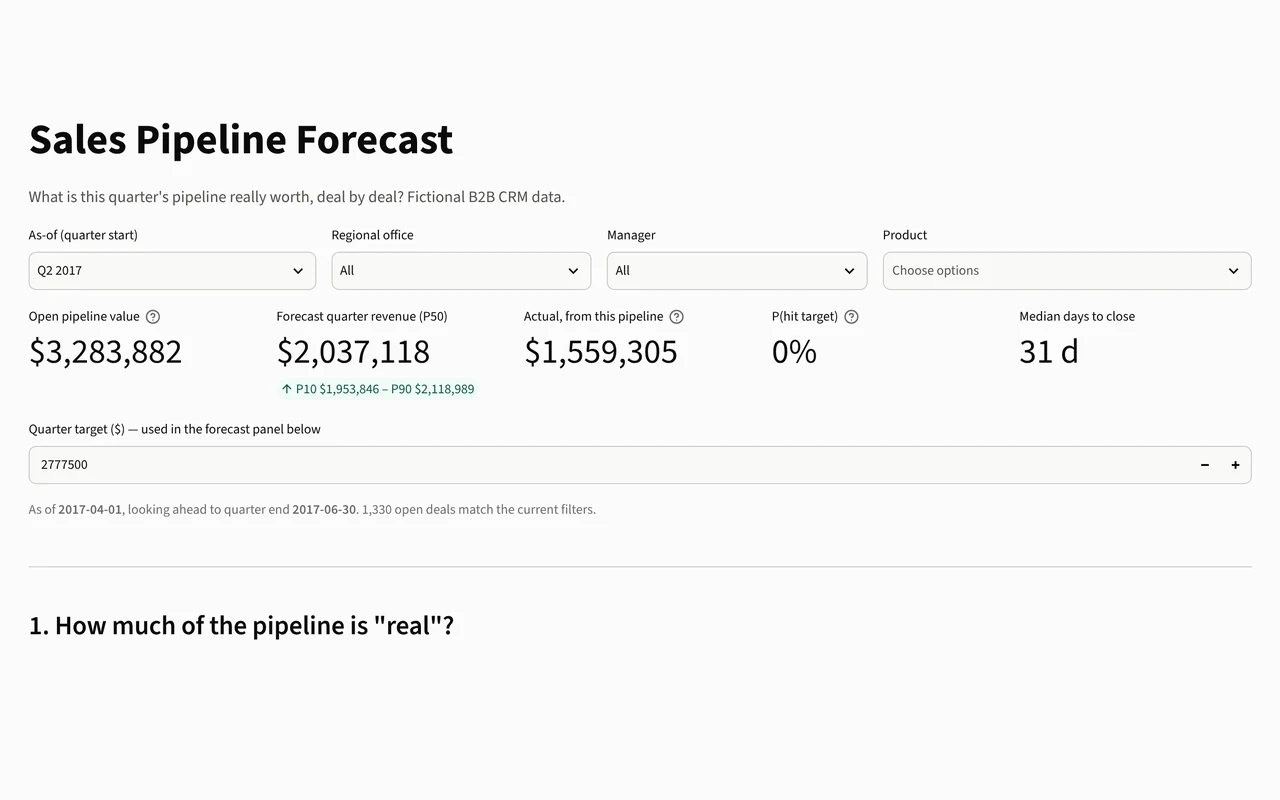 Sales Pipeline Forecast
What is this quarter's pipeline really worth, deal by deal? Fictional B2B CRM data.
As-of (quarter start)
Regional office
Manager
Product
Q2 2017
All
All
Choose options
Open pipeline value
Forecast quarter revenue (P50)
Actual, from this pipeline
P(hit target)
Median days to close
$3,283,882
$2,037,118
$1,559,305
0%
31 d
↑ P10 $1,953,846 – P90 $2,118,989
Quarter target ($) — used in the forecast panel below
2777500
As of 2017-04-01, looking ahead to quarter end 2017-06-30. 1,330 open deals match the current filters.
1. How much of the pipeline is "real"?